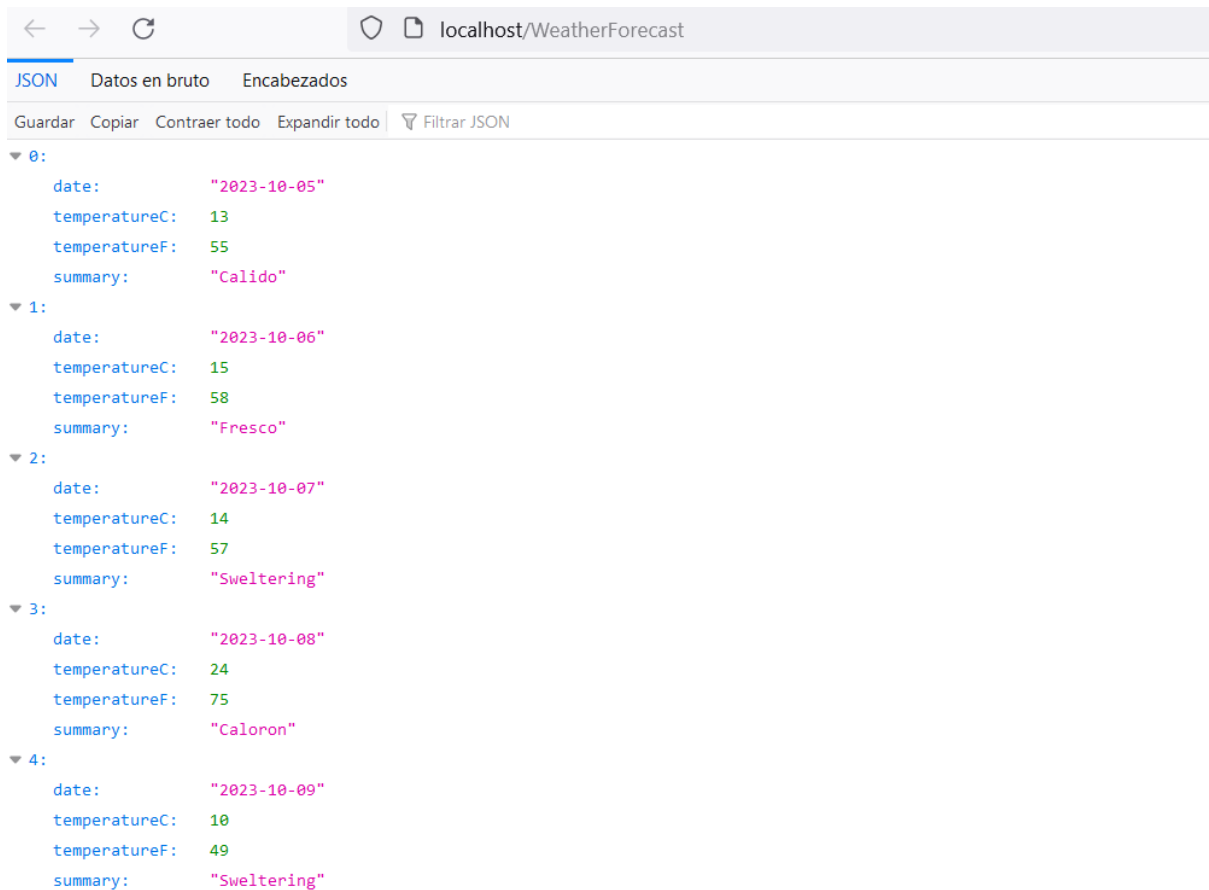 localhost/WeatherForecast
JSON Datos en bruto Encabezados
Guardar Copiar Contraer todo Expandir todo Filtrar JSON
0:
date: "2023-10-05"
temperatureC: 13
temperatureF: 55
summary: "Calido"
1:
date: "2023-10-06"
temperatureC: 15
temperatureF: 58
summary: "Fresco"
2:
date: "2023-10-07"
temperatureC: 14
temperatureF: 57
summary: "Sweltering"
3:
date: "2023-10-08"
temperatureC: 24
temperatureF: 75
summary: "Caloron"
4:
date: "2023-10-09"
temperatureC: 10
temperatureF: 49
summary: "Sweltering"